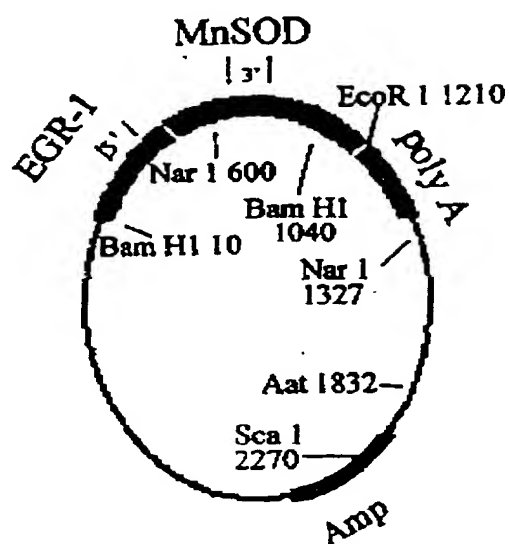 MnSOD
3'
EcoR 1 1210
EGR-1
5'
poly A
Nar 1 600
Bam H1
1040
Bam H1 10
Nar 1
1327
Aat 1832
Sca 1
2270
Amp